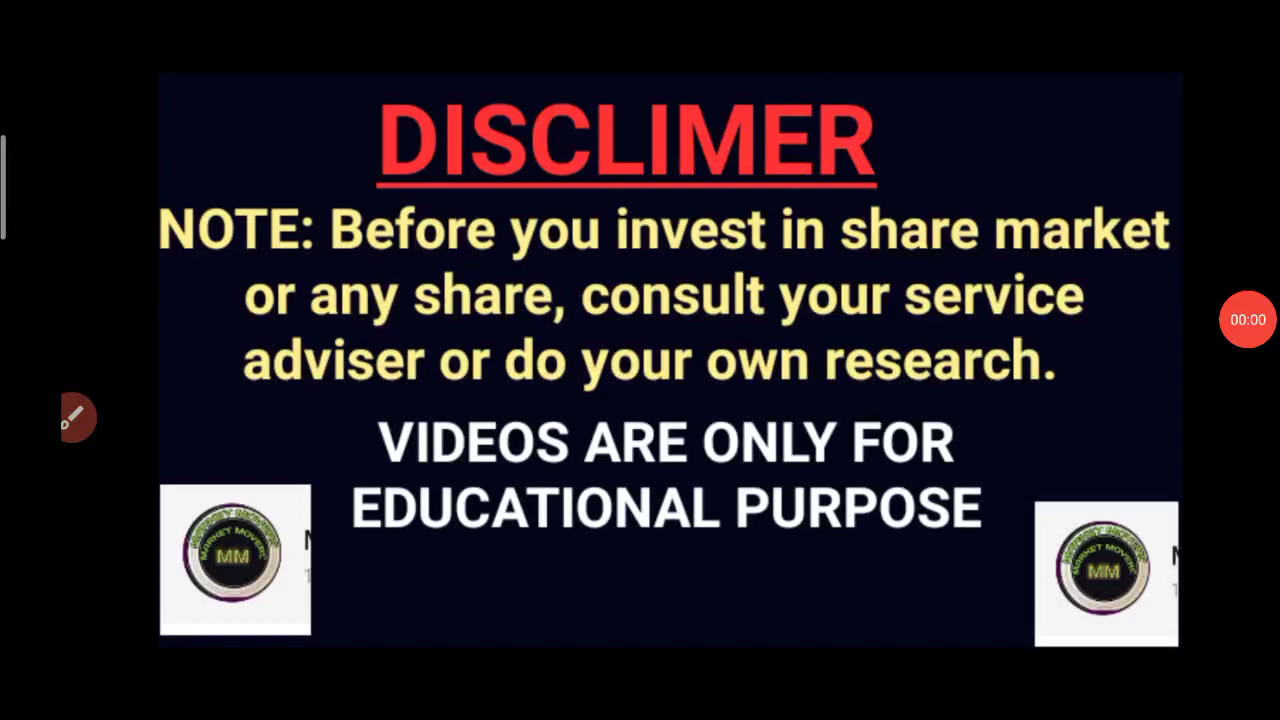 DISCLIMER
NOTE: Before you invest in share market
or any share, consult your service
adviser or do your own research.
VIDEOS ARE ONLY FOR
EDUCATIONAL PURPOSE
00:00
MM
MM